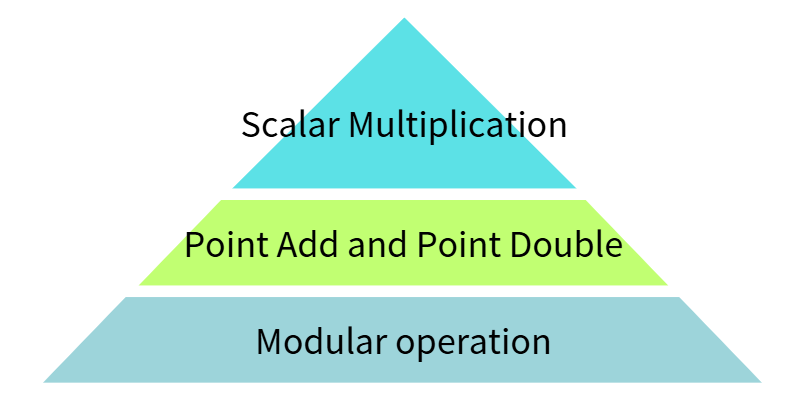 Scalar Multiplication
Point Add and Point Double
Modular operation